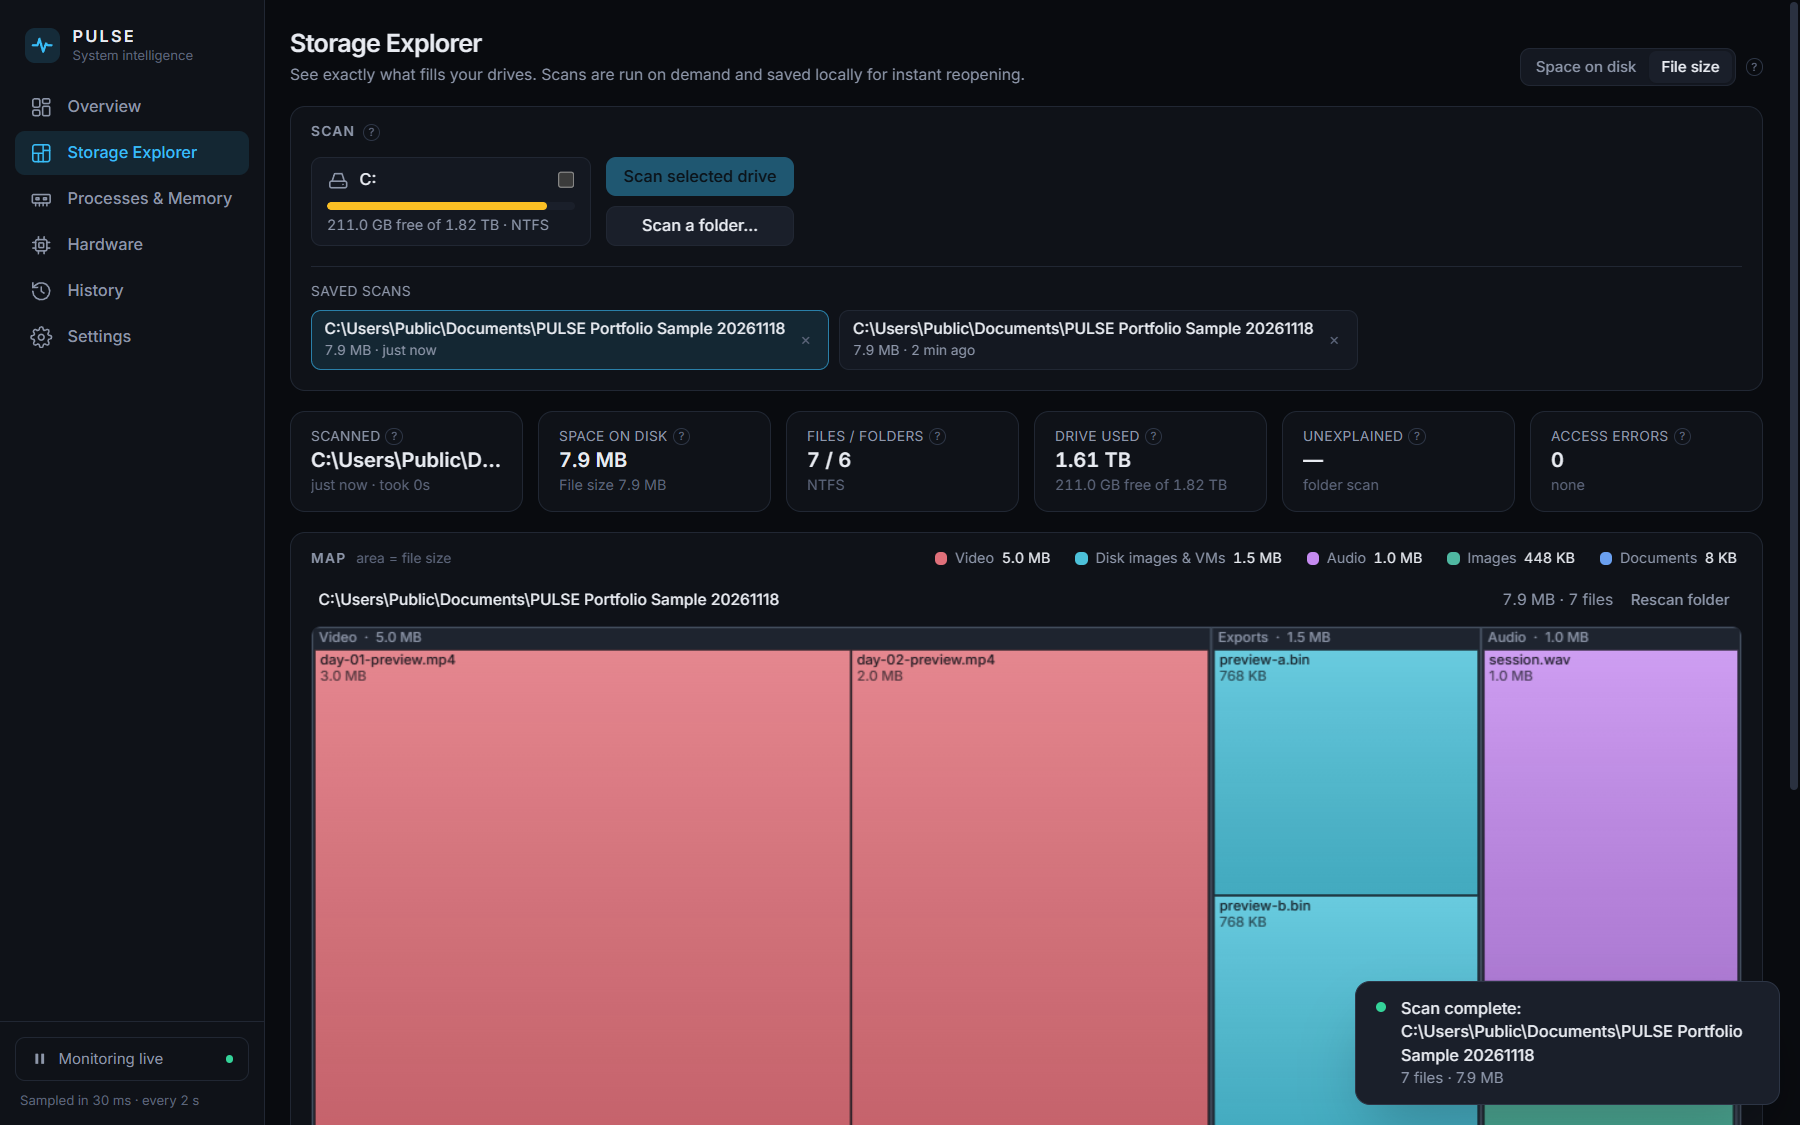 PULSE
System intelligence
Overview
Storage Explorer
Processes & Memory
Hardware
History
Settings
Monitoring live
Sampled in 30 ms · every 2 s
Storage Explorer
See exactly what fills your drives. Scans are run on demand and saved locally for instant reopening.
Space on disk File size ?
SCAN ?
C:
211.0 GB free of 1.82 TB · NTFS
Scan selected drive
Scan a folder...
SAVED SCANS
C:\Users\Public\Documents\PULSE Portfolio Sample 20261118
7.9 MB · just now
×
C:\Users\Public\Documents\PULSE Portfolio Sample 20261118
7.9 MB · 2 min ago
×
SCANNED ?
C:\Users\Public\D...
just now · took 0s
SPACE ON DISK ?
7.9 MB
File size 7.9 MB
FILES / FOLDERS ?
7 / 6
NTFS
DRIVE USED ?
1.61 TB
211.0 GB free of 1.82 TB
UNEXPLAINED ?
—
folder scan
ACCESS ERRORS ?
0
none
MAP area = file size
Video 5.0 MB Disk images & VMs 1.5 MB Audio 1.0 MB Images 448 KB Documents 8 KB
C:\Users\Public\Documents\PULSE Portfolio Sample 20261118
7.9 MB · 7 files Rescan folder
Video · 5.0 MB
day-01-preview.mp4
3.0 MB
day-02-preview.mp4
2.0 MB
Exports · 1.5 MB
preview-a.bin
768 KB
preview-b.bin
768 KB
Audio · 1.0 MB
session.wav
1.0 MB
Scan complete:
C:\Users\Public\Documents\PULSE Portfolio
Sample 20261118
7 files · 7.9 MB